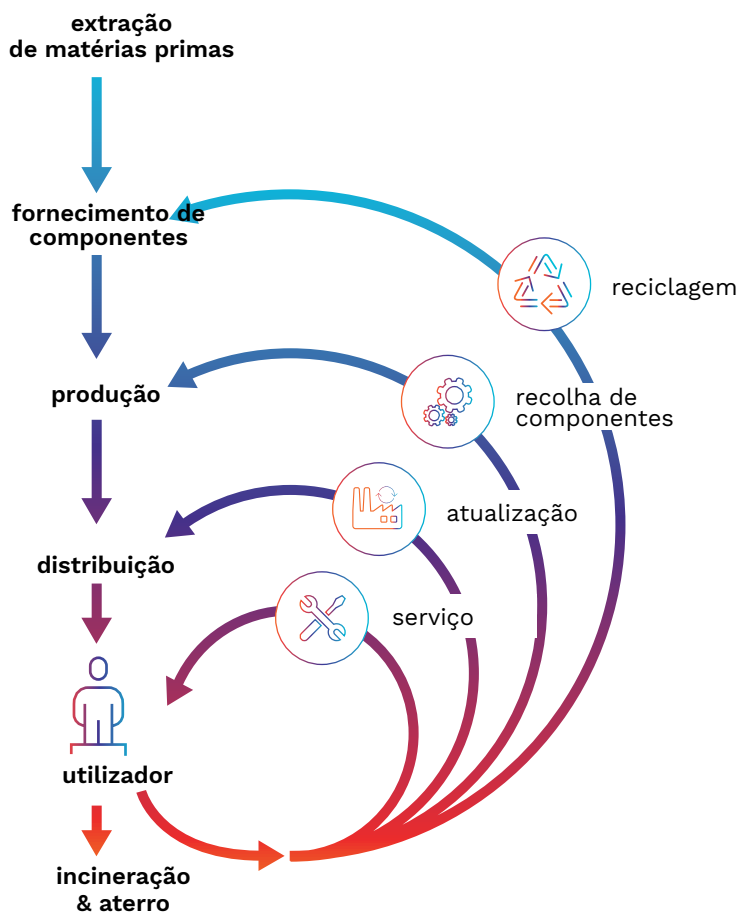 extração
de matérias primas
fornecimento de
componentes
reciclagem
produção
recolha de
componentes
atualização
distribuição
serviço
utilizador
incineração
& aterro